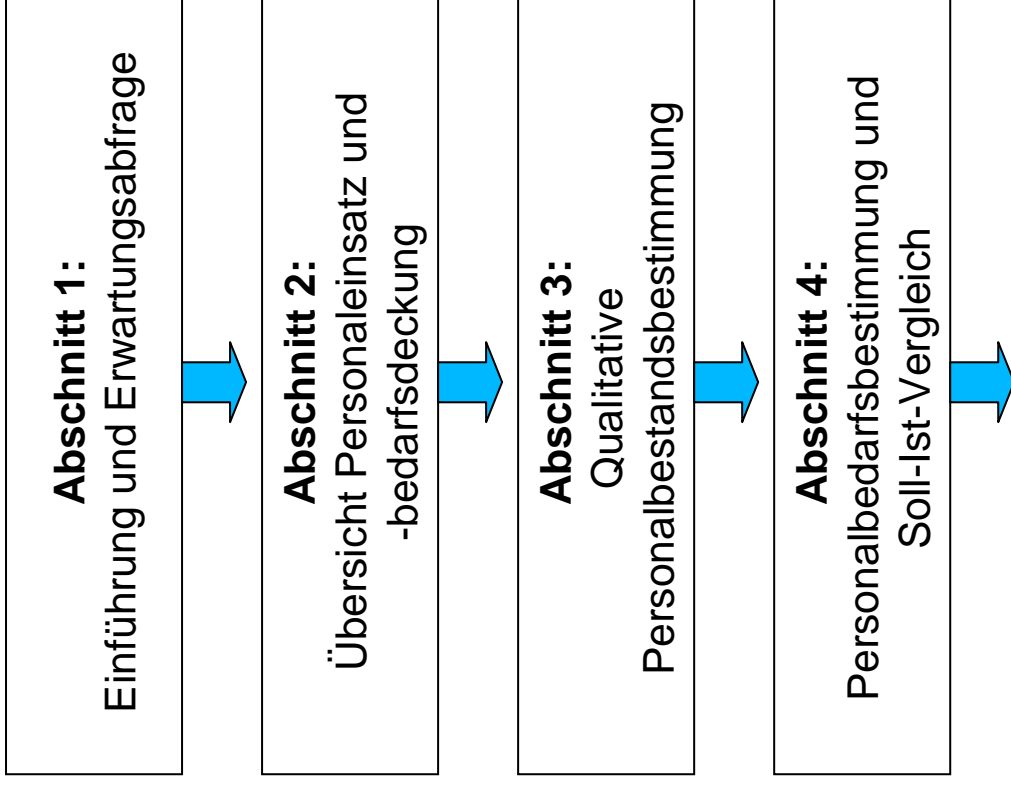 Abschnitt 1:
Einführung und Erwartungsabfrage
Abschnitt 2:
Übersicht Personaleinsatz und
-bedarfsdeckung
Abschnitt 3:
Qualitative
Personalbestandsbestimmung
Abschnitt 4:
Personalbedarfsbestimmung und
Soll-Ist-Vergleich